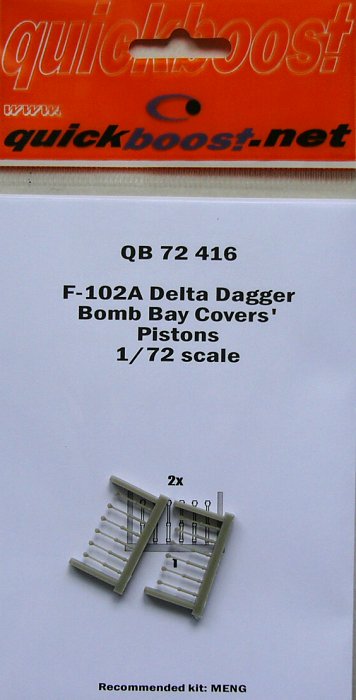 quickboost
www.
quickboost.net
QB 72 416
F-102A Delta Dagger
Bomb Bay Covers'
Pistons
1/72 scale
2x
1
Recommended kit: MENG